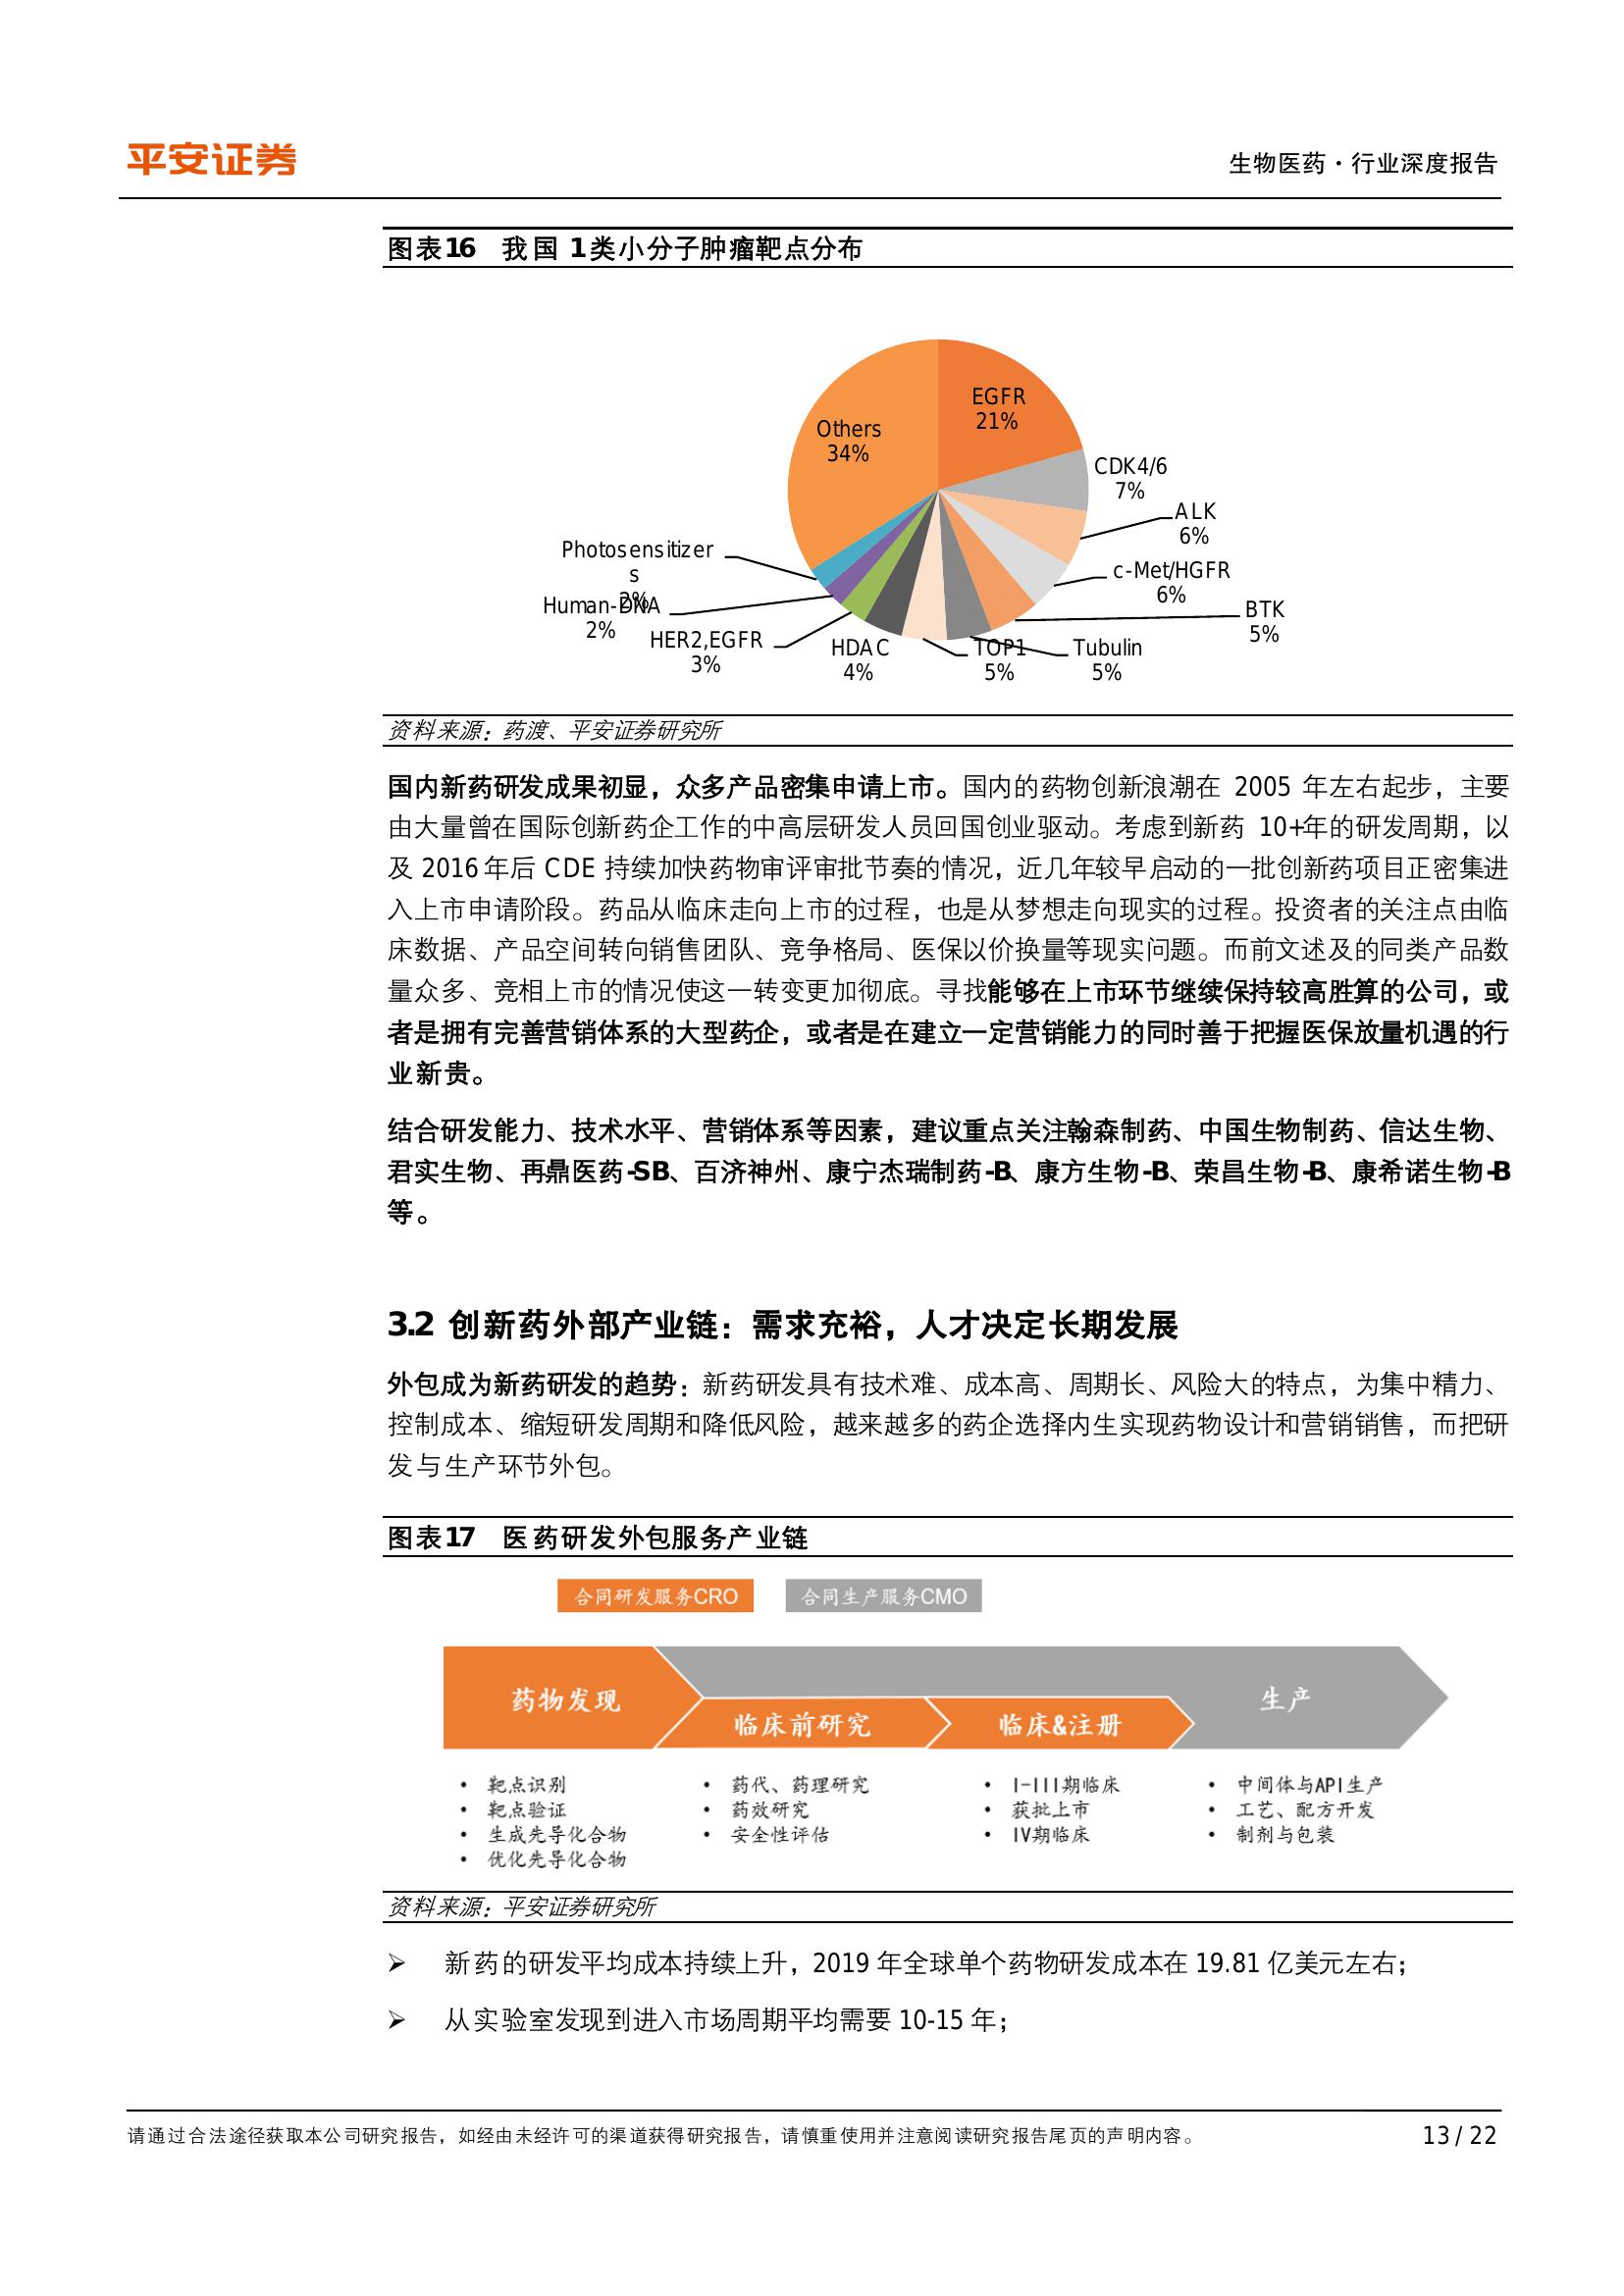 平安证券
生物医药·行业深度报告
图表16 我国 1类小分子肿瘤靶点分布
EGFR
21%
Others
34%
CDK4/6
7%
ALK
6%
c-Met/HGFR
6%
BTK
5%
Tubulin
5%
TOP1
5%
HDAC
4%
HER2,EGFR
3%
Human-DNA
2%
Photosensitizer
s
2%
资料来源：药渡、平安证券研究所
国内新药研发成果初显，众多产品密集申请上市。国内的药物创新浪潮在 2005 年左右起步，主要
由大量曾在国际创新药企工作的中高层研发人员回国创业驱动。考虑到新药 10+年的研发周期，以
及 2016 年后 CDE 持续加快药物审评审批节奏的情况，近几年较早启动的一批创新药项目正密集进
入上市申请阶段。药品从临床走向上市的过程，也是从梦想走向现实的过程。投资者的关注点由临
床数据、产品空间转向销售团队、竞争格局、医保以价换量等现实问题。而前文述及的同类产品数
量众多、竞相上市的情况使这一转变更加彻底。寻找能够在上市环节继续保持较高胜算的公司，或
者是拥有完善营销体系的大型药企，或者是在建立一定营销能力的同时善于把握医保放量机遇的行
业新贵。
结合研发能力、技术水平、营销体系等因素，建议重点关注翰森制药、中国生物制药、信达生物、
君实生物、再鼎医药-SB、百济神州、康宁杰瑞制药-B、康方生物-B、荣昌生物-B、康希诺生物-B
等。
3.2 创新药外部产业链：需求充裕，人才决定长期发展
外包成为新药研发的趋势：新药研发具有技术难、成本高、周期长、风险大的特点，为集中精力、
控制成本、缩短研发周期和降低风险，越来越多的药企选择内生实现药物设计和营销销售，而把研
发与生产环节外包。
图表17 医药研发外包服务产业链
合同研发服务CRO
合同生产服务CMO
药物发现
临床前研究
临床&注册
生产
• 靶点识别
• 靶点验证
• 生成先导化合物
• 优化先导化合物
• 药代、药理研究
• 药效研究
• 安全性评估
• I-III期临床
• 获批上市
• IV期临床
• 中间体与API生产
• 工艺、配方开发
• 制剂与包装
资料来源：平安证券研究所
➢ 新药的研发平均成本持续上升，2019 年全球单个药物研发成本在 19.81 亿美元左右；
➢ 从实验室发现到进入市场周期平均需要 10-15 年；
请通过合法途径获取本公司研究报告，如经由未经许可的渠道获得研究报告，请慎重使用并注意阅读研究报告尾页的声明内容。
13 / 22